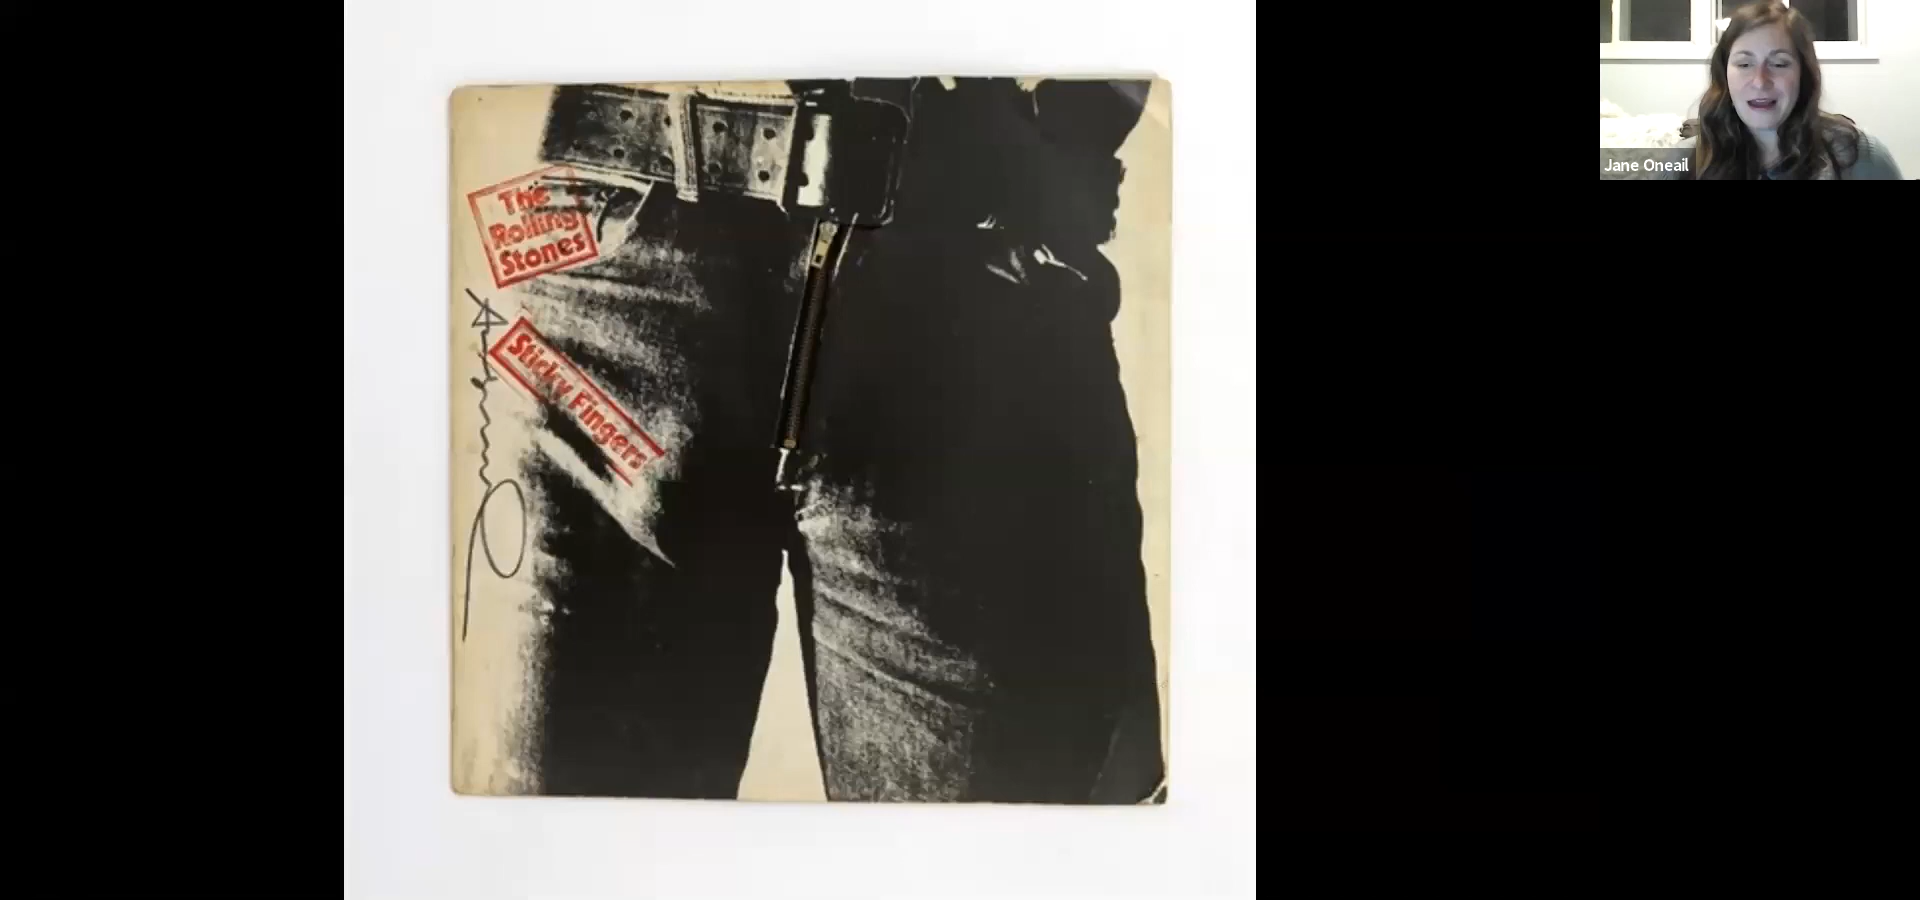 The
Rolling
Stones
Sticky Fingers
Jane Oneail